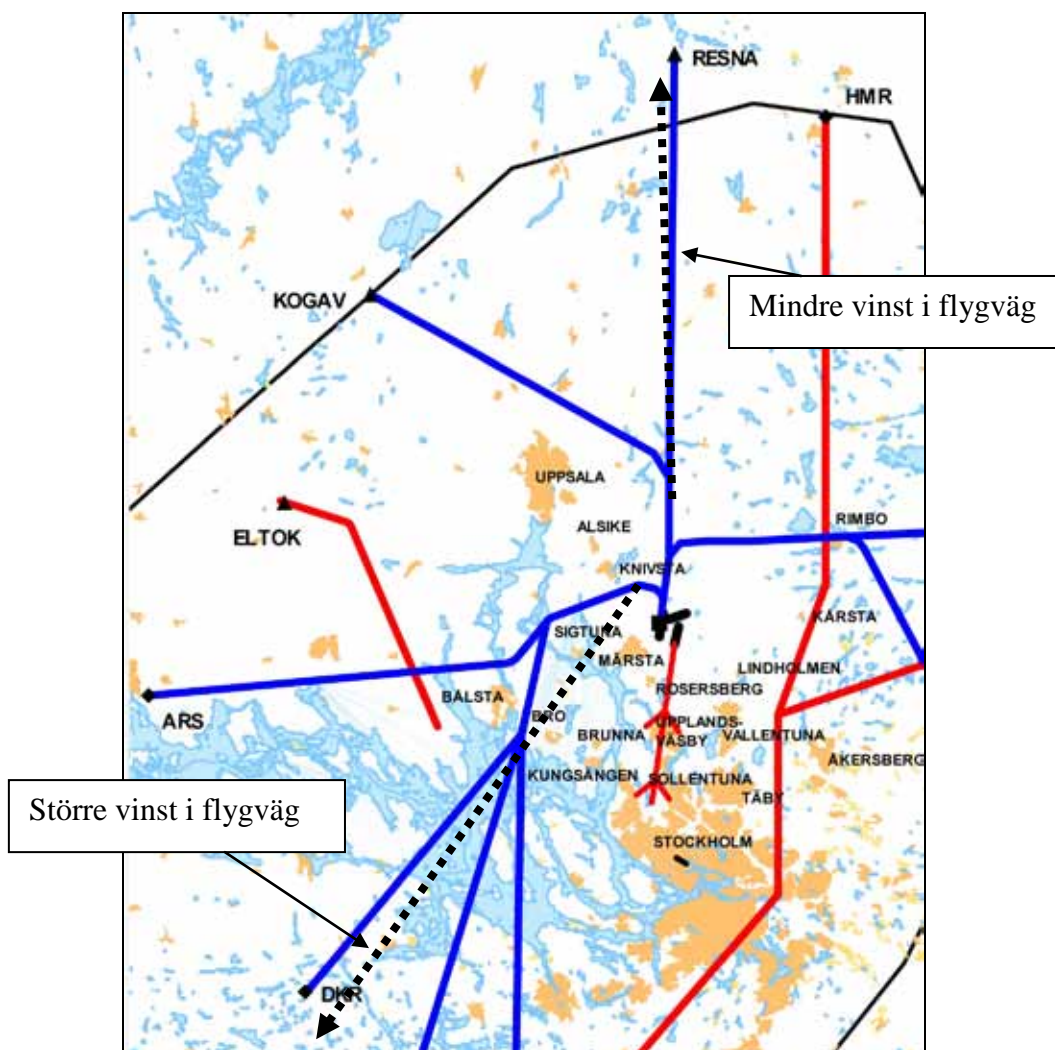 RESNA
HMR
Mindre vinst i flygväg
KOGAV
UPPSALA
RIMBO
ALSIKE
ELTOK
KNIVSTA
KÅRSTA
SIGTUNA
MÄRSTA
LINDHOLMEN
ROSERSBERG
BÅLSTA
ARS
BRO
UPPLANDS-
VÄSBY
BRUNNA
VALLENTUNA
ÅKERSBERG
KUNGSÄNGEN
SOLLENTUNA
TÄBY
Större vinst i flygväg
STOCKHOLM
DKR